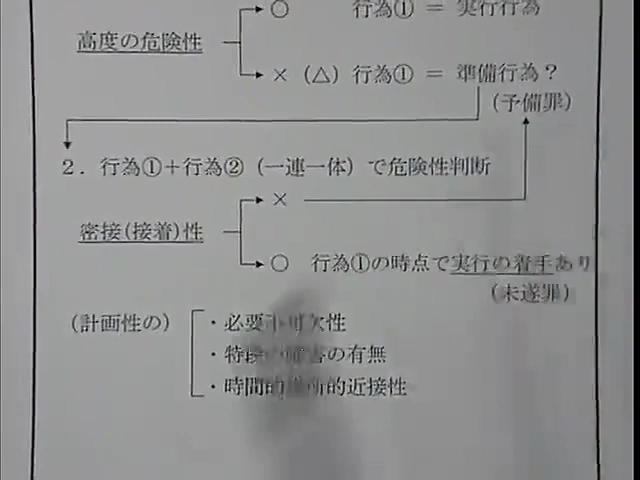 ○ 行為① = 実行行為
高度の危険性
× (△) 行為① = 準備行為?
(予備罪)
2. 行為①+行為② (一連一体) で危険性判断
×
密接(接着)性
○ 行為①の時点で実行の着手あり
(未遂罪)
(計画性の) ・必要不可欠性
・特段の障害の有無
・時間的場所的近接性